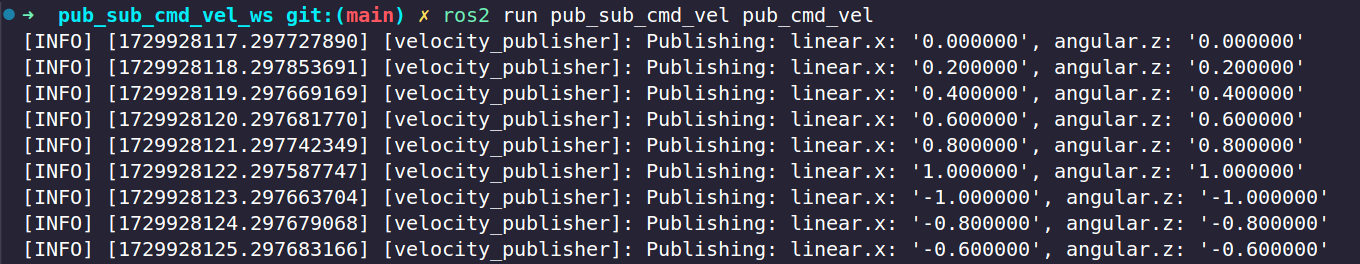 ➜ pub_sub_cmd_vel_ws git:(main) ✗ ros2 run pub_sub_cmd_vel pub_cmd_vel
[INFO] [1729928117.297727890] [velocity_publisher]: Publishing: linear.x: '0.000000', angular.z: '0.000000'
[INFO] [1729928118.297853691] [velocity_publisher]: Publishing: linear.x: '0.200000', angular.z: '0.200000'
[INFO] [1729928119.297669169] [velocity_publisher]: Publishing: linear.x: '0.400000', angular.z: '0.400000'
[INFO] [1729928120.297681770] [velocity_publisher]: Publishing: linear.x: '0.600000', angular.z: '0.600000'
[INFO] [1729928121.297742349] [velocity_publisher]: Publishing: linear.x: '0.800000', angular.z: '0.800000'
[INFO] [1729928122.297587747] [velocity_publisher]: Publishing: linear.x: '1.000000', angular.z: '1.000000'
[INFO] [1729928123.297663704] [velocity_publisher]: Publishing: linear.x: '-1.000000', angular.z: '-1.000000'
[INFO] [1729928124.297679068] [velocity_publisher]: Publishing: linear.x: '-0.800000', angular.z: '-0.800000'
[INFO] [1729928125.297683166] [velocity_publisher]: Publishing: linear.x: '-0.600000', angular.z: '-0.600000'